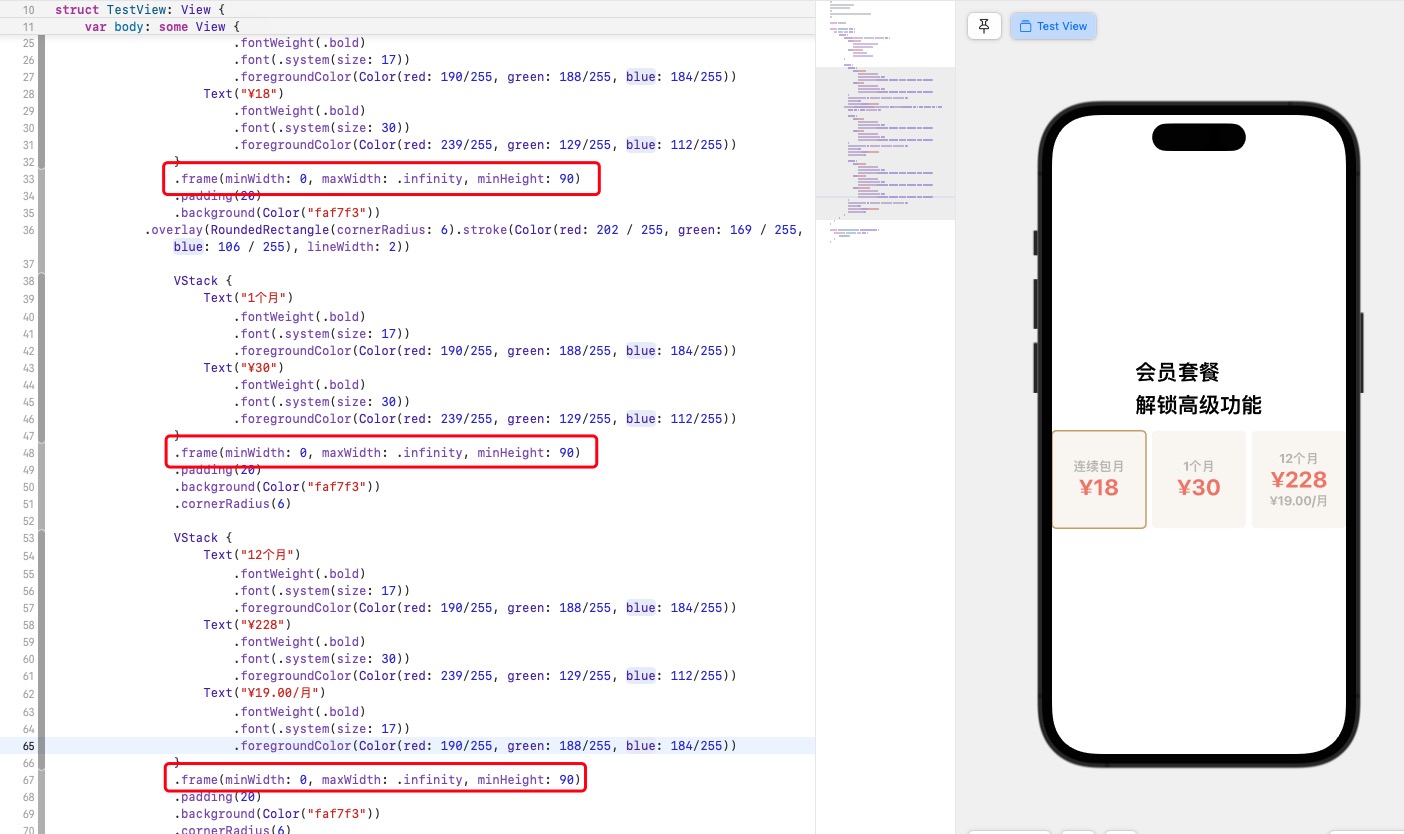 10 struct TestView: View {
11 var body: some View {
25 .fontWeight(.bold)
26 .font(.system(size: 17))
27 .foregroundColor(Color(red: 190/255, green: 188/255, blue: 184/255))
28 Text("¥18")
29 .fontWeight(.bold)
30 .font(.system(size: 30))
31 .foregroundColor(Color(red: 239/255, green: 129/255, blue: 112/255))
32 }
33 .frame(minWidth: 0, maxWidth: .infinity, minHeight: 90)
34 .padding(20)
35 .background(Color("faf7f3"))
36 .overlay(RoundedRectangle(cornerRadius: 6).stroke(Color(red: 202 / 255, green: 169 / 255,
blue: 106 / 255), lineWidth: 2))
37
38 VStack {
39 Text("1个月")
40 .fontWeight(.bold)
41 .font(.system(size: 17))
42 .foregroundColor(Color(red: 190/255, green: 188/255, blue: 184/255))
43 Text("¥30")
44 .fontWeight(.bold)
45 .font(.system(size: 30))
46 .foregroundColor(Color(red: 239/255, green: 129/255, blue: 112/255))
47 }
48 .frame(minWidth: 0, maxWidth: .infinity, minHeight: 90)
49 .padding(20)
50 .background(Color("faf7f3"))
51 .cornerRadius(6)
52
53 VStack {
54 Text("12个月")
55 .fontWeight(.bold)
56 .font(.system(size: 17))
57 .foregroundColor(Color(red: 190/255, green: 188/255, blue: 184/255))
58 Text("¥228")
59 .fontWeight(.bold)
60 .font(.system(size: 30))
61 .foregroundColor(Color(red: 239/255, green: 129/255, blue: 112/255))
62 Text("¥19.00/月")
63 .fontWeight(.bold)
64 .font(.system(size: 17))
65 .foregroundColor(Color(red: 190/255, green: 188/255, blue: 184/255))
66 }
67 .frame(minWidth: 0, maxWidth: .infinity, minHeight: 90)
68 .padding(20)
69 .background(Color("faf7f3"))
70 .cornerRadius(6)
Test View
会员套餐
解锁高级功能
连续包月
¥18
1个月
¥30
12个月
¥228
¥19.00/月